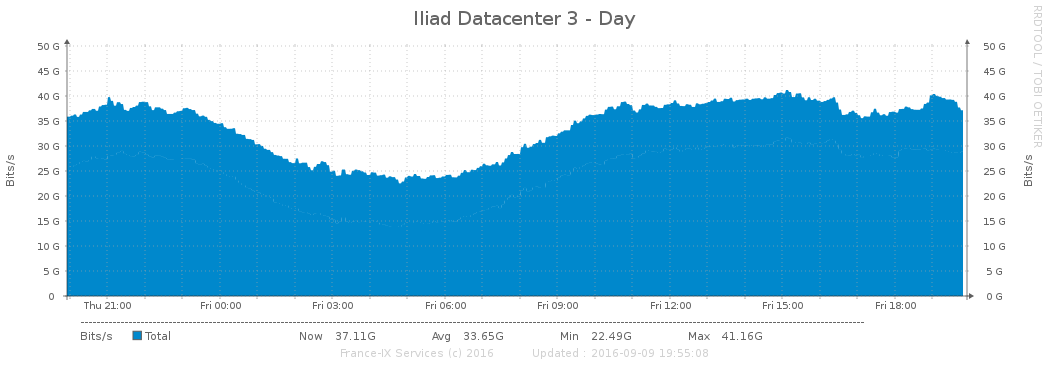 Iliad Datacenter 3 - Day
RRDTOOL / TOBI OETIKER
50 G 50 G
45 G 45 G
40 G 40 G
35 G 35 G
30 G 30 G
25 G 25 G
20 G 20 G
15 G 15 G
10 G 10 G
5 G 5 G
0 0 G
Bits/s Bits/s
Thu 21:00 Fri 00:00 Fri 03:00 Fri 06:00 Fri 09:00 Fri 12:00 Fri 15:00 Fri 18:00
Bits/s Total Now 37.11G Avg 33.65G Min 22.49G Max 41.16G
France-IX Services (c) 2016 Updated : 2016-09-09 19:55:08